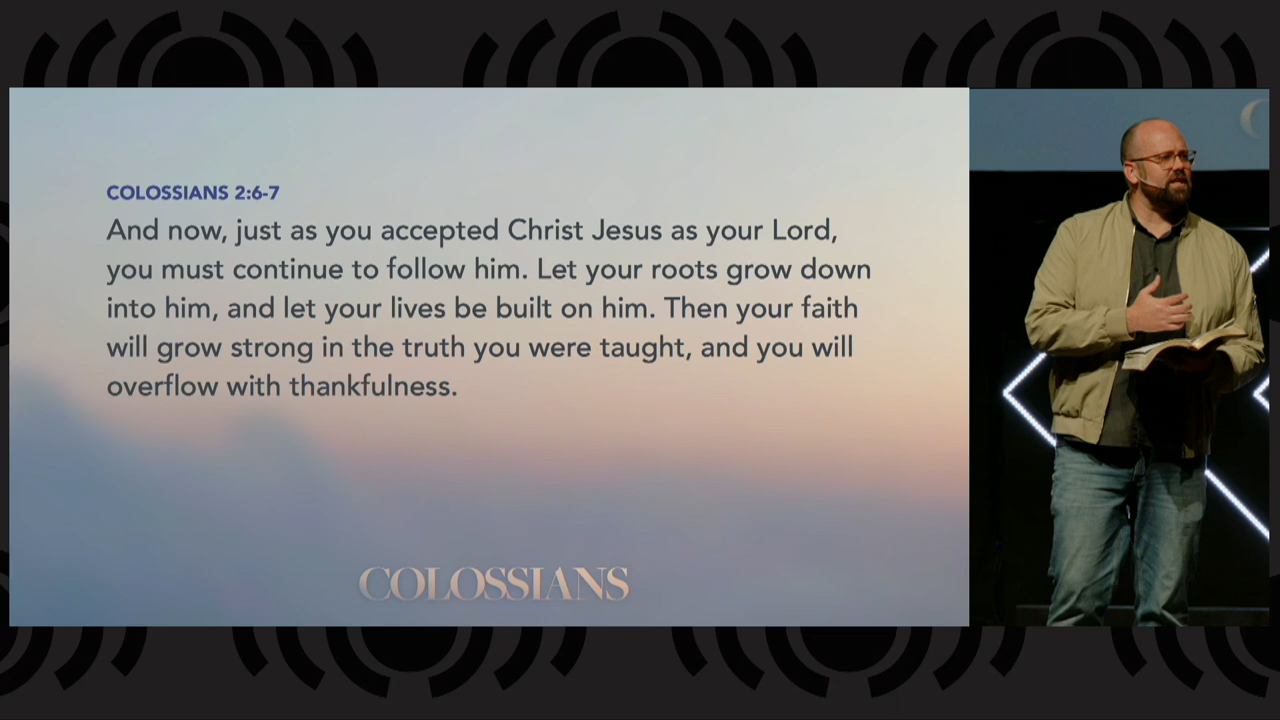 COLOSSIANS 2:6-7
And now, just as you accepted Christ Jesus as your Lord,
you must continue to follow him. Let your roots grow down
into him, and let your lives be built on him. Then your faith
will grow strong in the truth you were taught, and you will
overflow with thankfulness.
COLOSSIANS